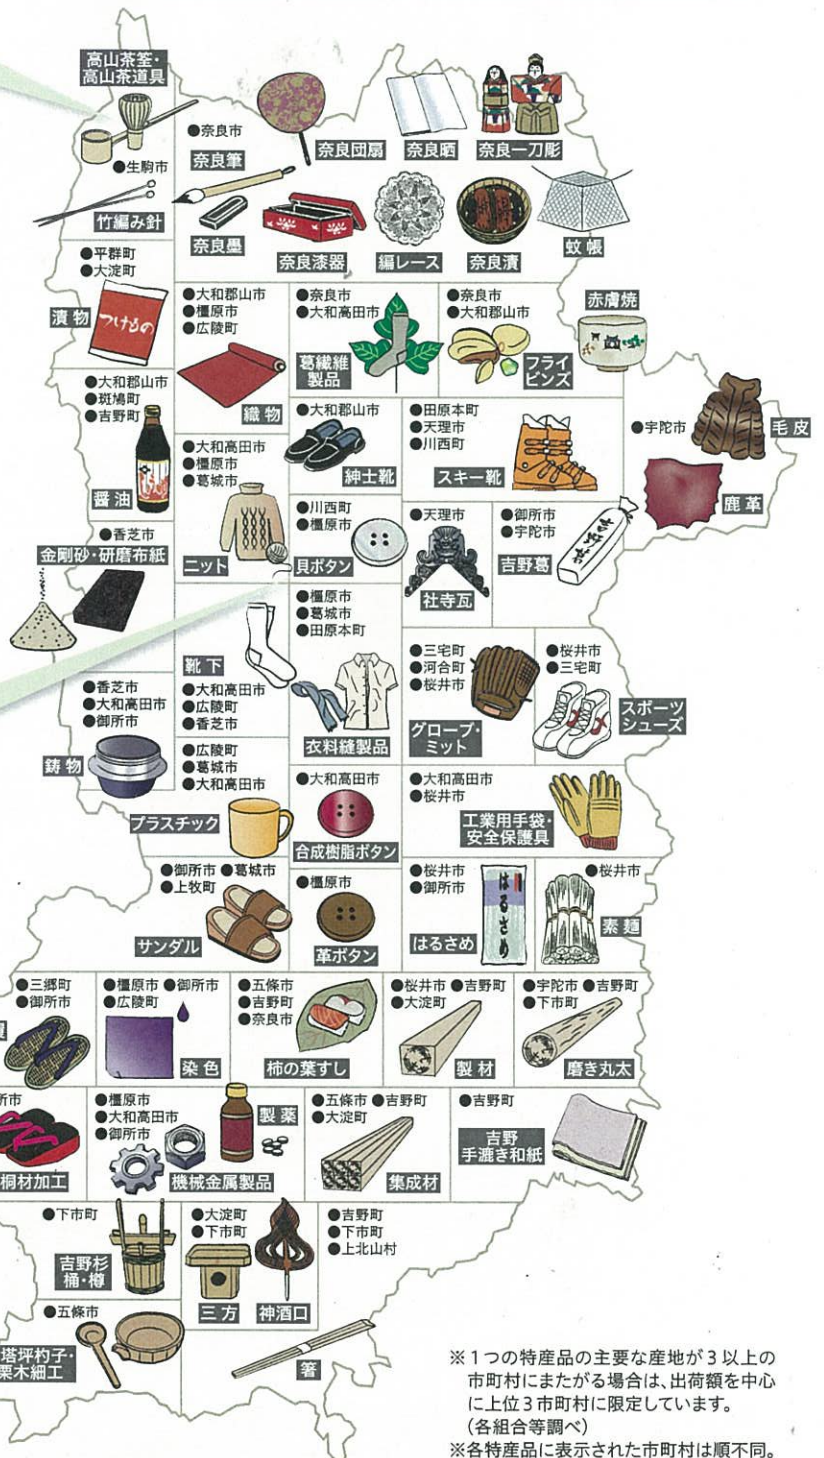 高山茶筌・
高山茶道具
●生駒市
竹編み針
●奈良市
奈良筆
奈良墨
奈良団扇
奈良晒
奈良一刀彫
奈良漆器
編レース
奈良漬
蚊帳
●平群町
●大淀町
漬物
つけもの
●大和郡山市
●橿原市
●広陵町
織物
●奈良市
●大和高田市
葛繊維
製品
●奈良市
●大和郡山市
フライ
ビンズ
赤膚焼
●大和郡山市
●斑鳩町
●吉野町
醤油
●大和高田市
●橿原市
●葛城市
ニット
●大和郡山市
紳士靴
●田原本町
●天理市
●川西町
スキー靴
●宇陀市
毛皮
鹿革
●川西町
●橿原市
貝ボタン
●天理市
社寺瓦
●御所市
●宇陀市
吉野葛
●香芝市
金剛砂・研磨布紙
靴下
●大和高田市
●広陵町
●香芝市
●橿原市
●葛城市
●田原本町
衣料縫製品
●三宅町
●河合町
●桜井市
グローブ・
ミット
●桜井市
●三宅町
スポーツ
シューズ
●香芝市
●大和高田市
●御所市
鋳物
●広陵町
●葛城市
●大和高田市
プラスチック
●大和高田市
合成樹脂ボタン
●大和高田市
●桜井市
工業用手袋・
安全保護具
●御所市 ●葛城市
●上牧町
サンダル
●橿原市
革ボタン
●桜井市
●御所市
はるさめ
はるさめ
●桜井市
素麺
●三郷町
●御所市
●橿原市 ●御所市
●広陵町
染色
●五條市
●吉野町
●奈良市
柿の葉すし
●桜井市 ●吉野町
●大淀町
製材
●宇陀市 ●吉野町
●下市町
磨き丸太
所市
桐材加工
●橿原市
●大和高田市
●御所市
製薬
機械金属製品
●五條市 ●吉野町
●大淀町
集成材
●吉野町
吉野
手漉き和紙
●下市町
吉野杉
桶・樽
●大淀町
●下市町
三方
神酒口
●吉野町
●下市町
●上北山村
箸
●五條市
塔坪杓子・
栗木細工
※1つの特産品の主要な産地が3以上の
市町村にまたがる場合は、出荷額を中心
に上位3市町村に限定しています。
(各組合等調べ)
※各特産品に表示された市町村は順不同。